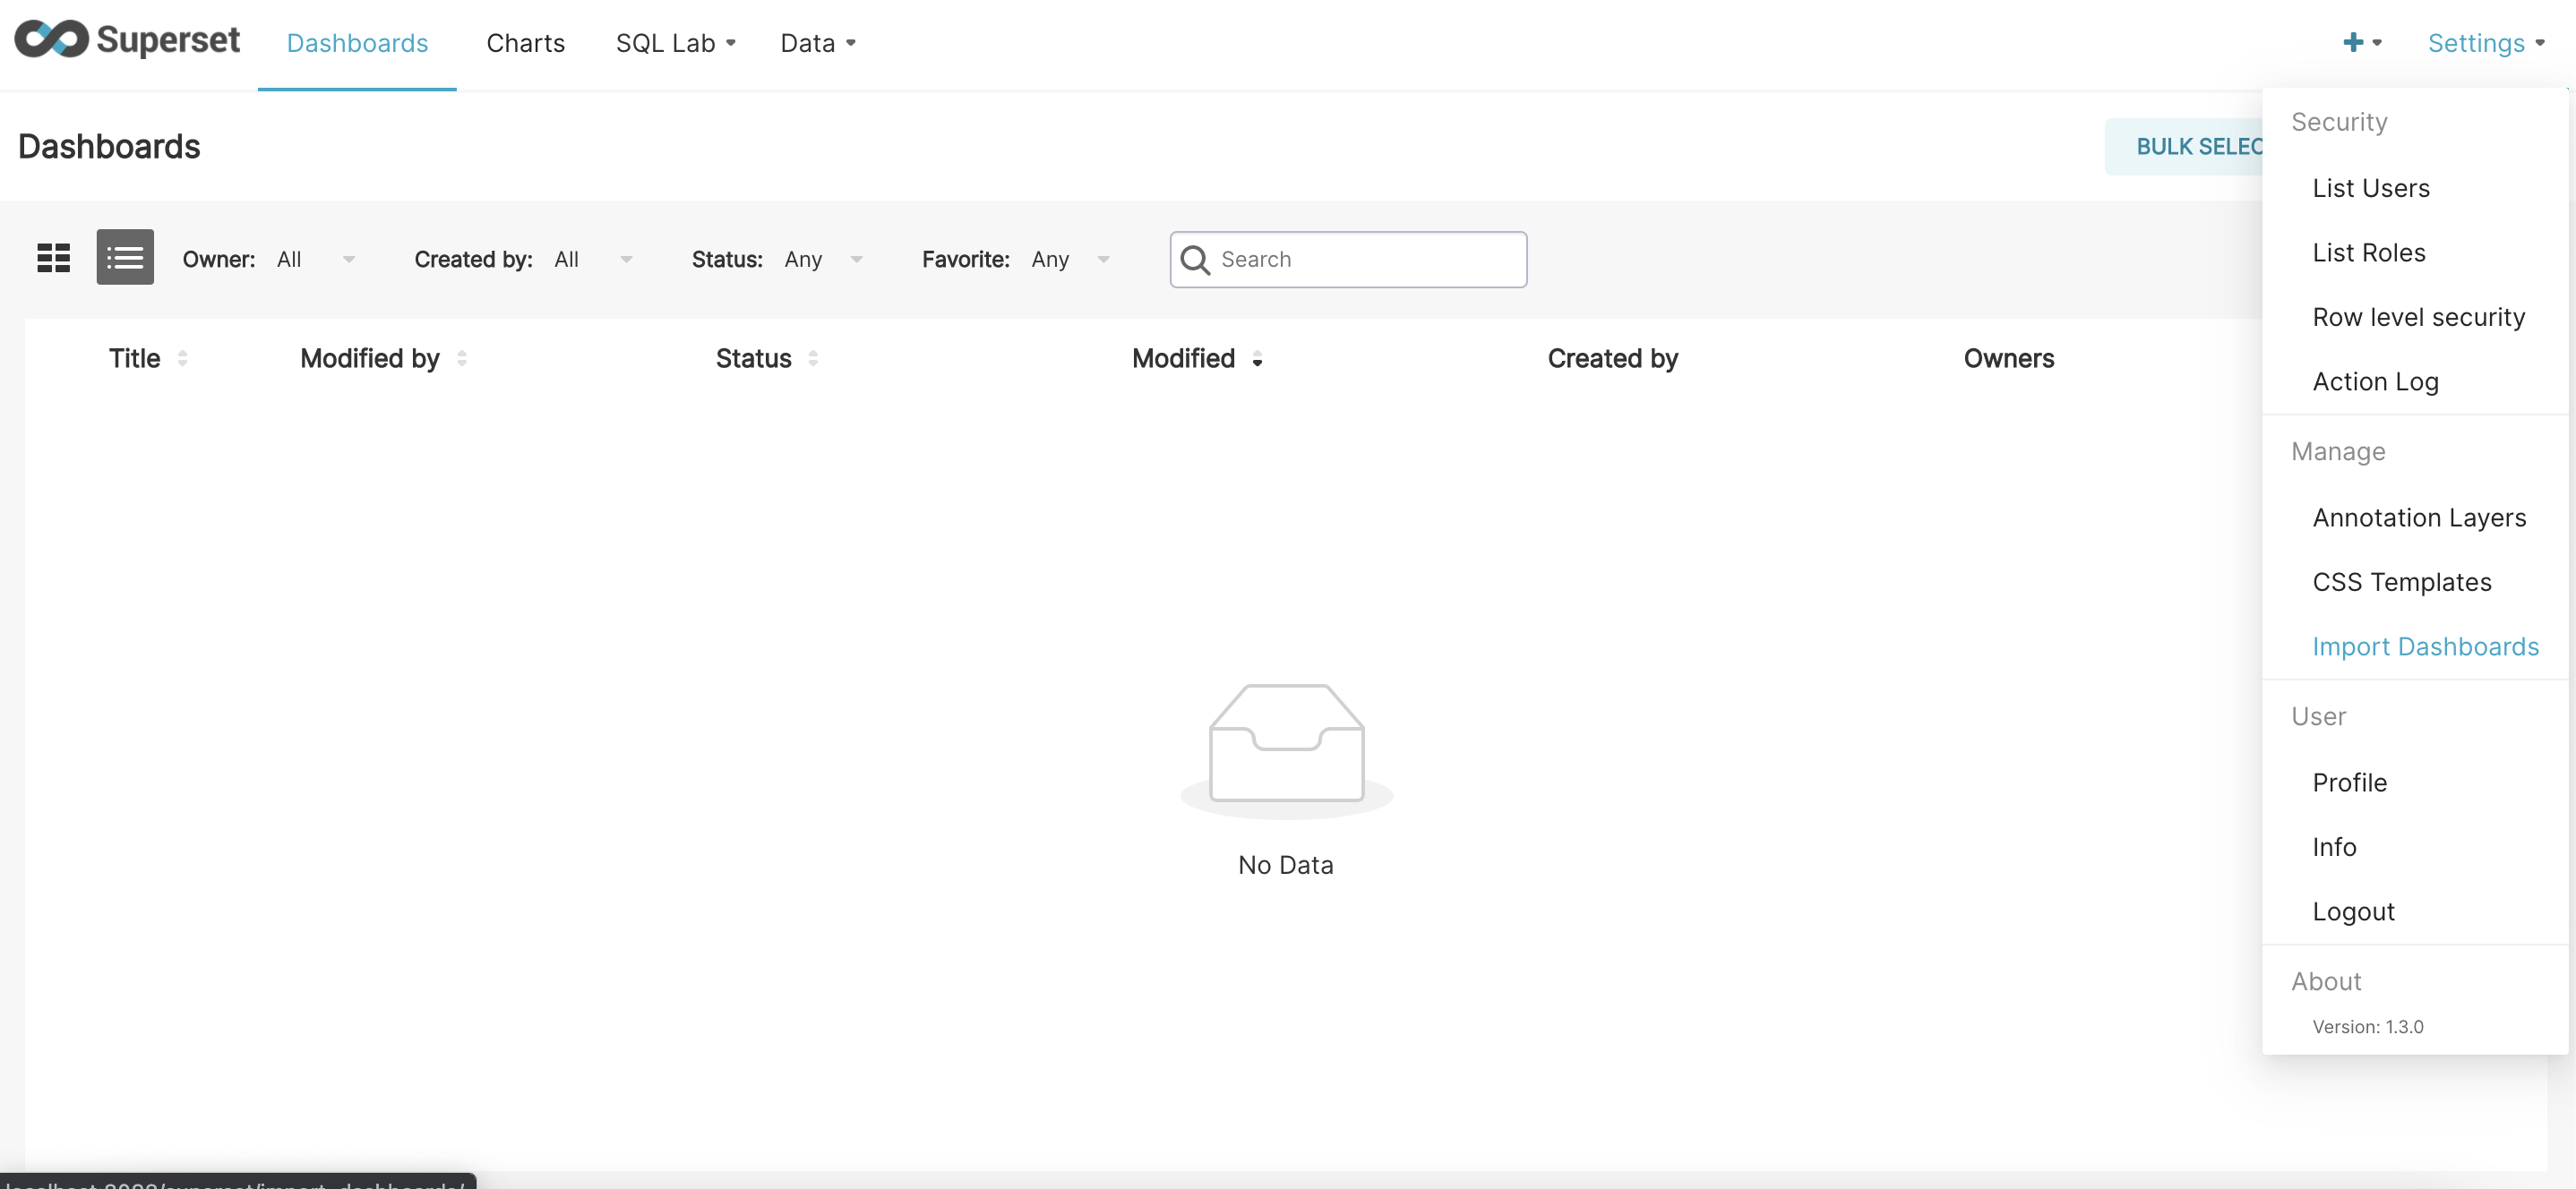 Superset Dashboards Charts SQL Lab Data + Settings
Dashboards
BULK SELEC
Owner: All Created by: All Status: Any Favorite: Any Search
Title Modified by Status Modified Created by Owners
No Data
Security
List Users
List Roles
Row level security
Action Log
Manage
Annotation Layers
CSS Templates
Import Dashboards
User
Profile
Info
Logout
About
Version: 1.3.0